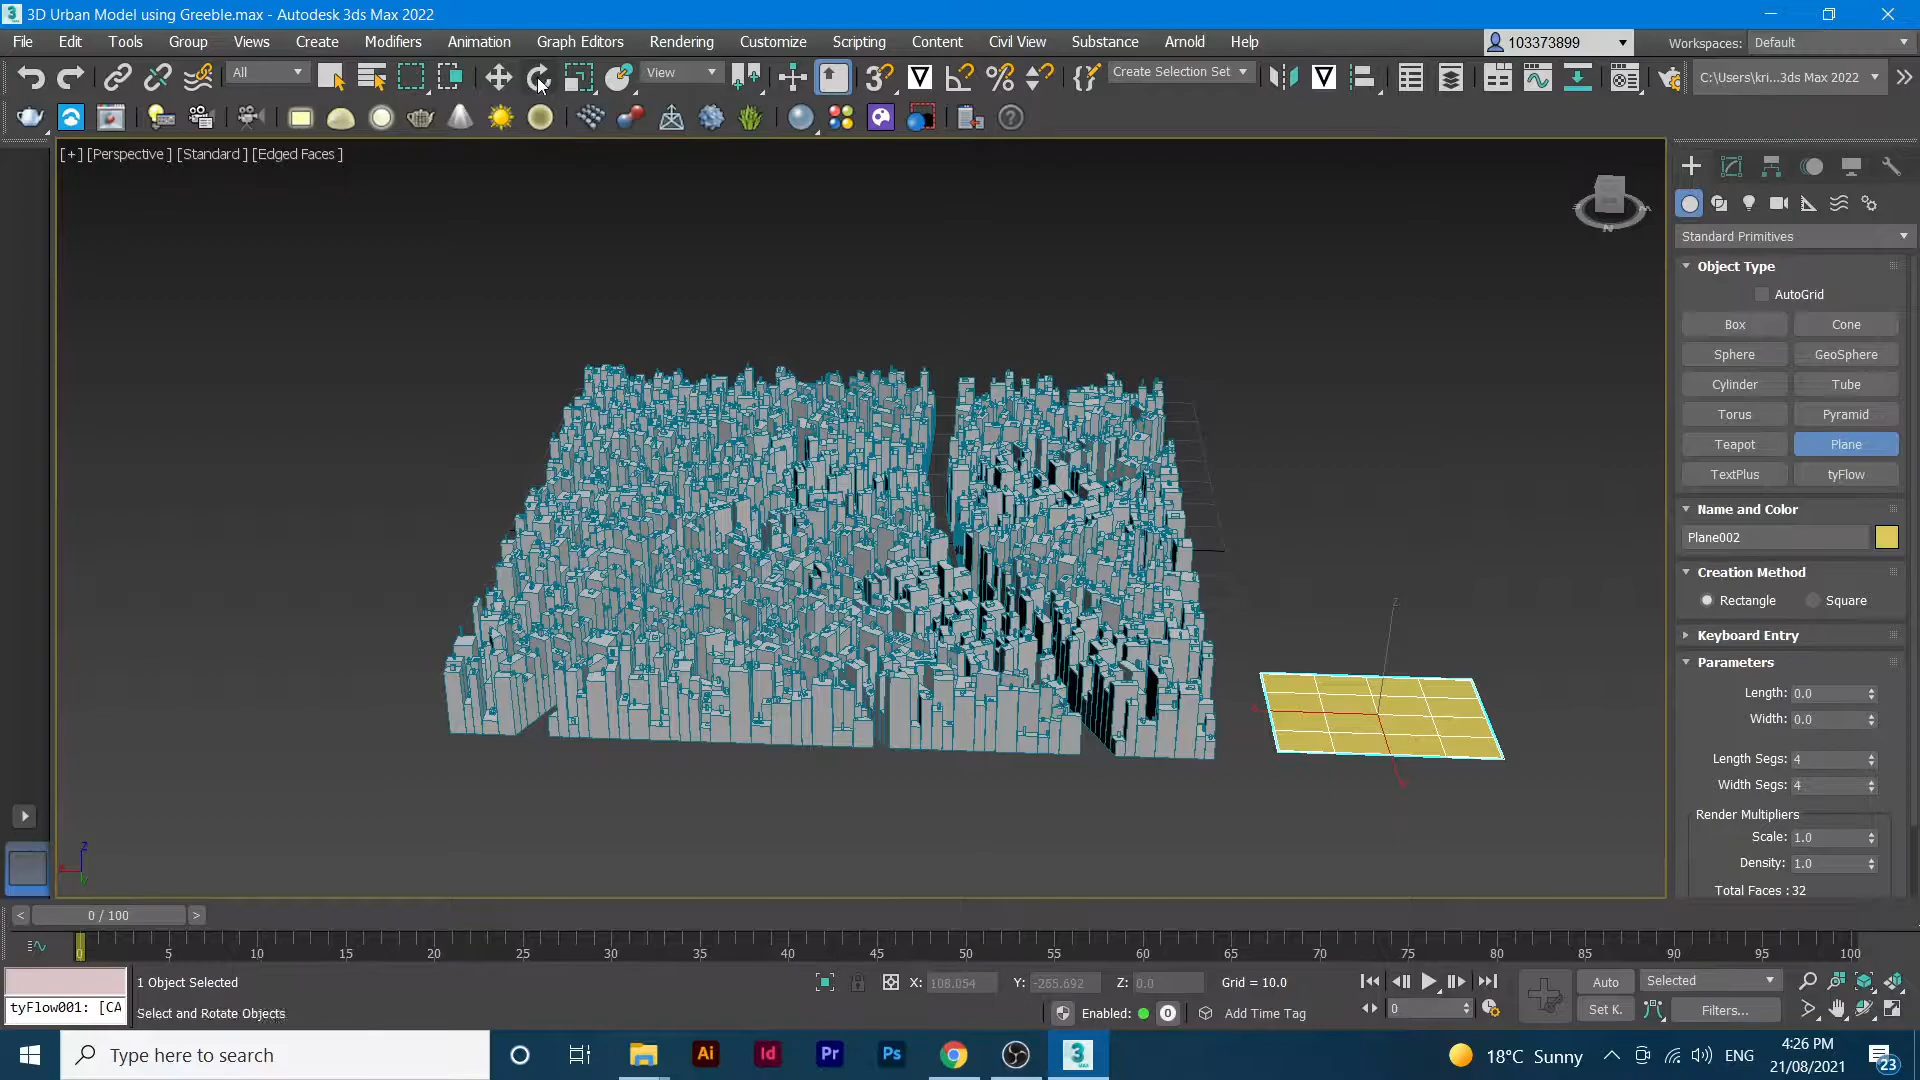 3D Urban Model using Greeble.max - Autodesk 3ds Max 2022
File Edit Tools Group Views Create Modifiers Animation Graph Editors Rendering Customize Scripting Content Civil View Substance Arnold Help 103373899 Workspaces: Default
All View Create Selection Set C:\Users\kri...3ds Max 2022
[+] [Perspective ] [Standard ] [Edged Faces ]
Standard Primitives
Object Type
AutoGrid
Box Cone
Sphere GeoSphere
Cylinder Tube
Torus Pyramid
Teapot Plane
TextPlus tyFlow
Name and Color
Plane002
Creation Method
Rectangle Square
Keyboard Entry
Parameters
Length: 0.0
Width: 0.0
Length Segs: 4
Width Segs: 4
Render Multipliers
Scale: 1.0
Density: 1.0
Total Faces : 32
< 0 / 100 >
0 5 10 15 20 25 30 35 40 45 50 55 60 65 70 75 80 85 90 95 100
1 Object Selected X: 108.054 Y: -265.692 Z: 0.0 Grid = 10.0 Auto Selected
tyFlow001: [CA Select and Rotate Objects Enabled: 0 Add Time Tag 0 Set K. Filters...
Type here to search Ai Id Pr Ps 3 18°C Sunny ENG 4:26 PM
21/08/2021 23